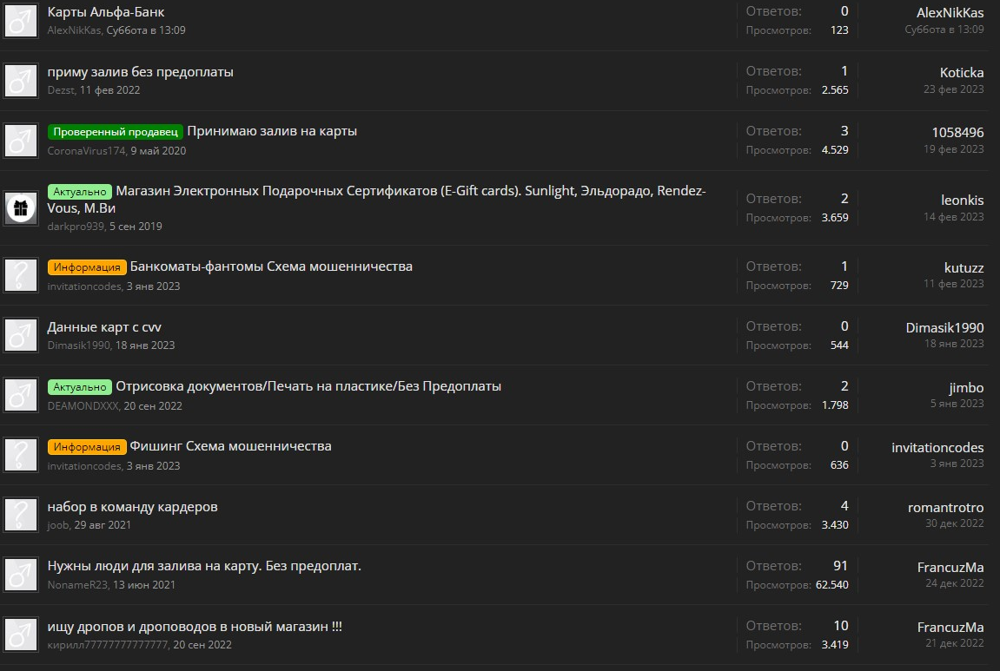 Карты Альфа-Банк
AlexNikKas, Суббота в 13:09
Ответов: 0
Просмотров: 123
AlexNikKas
Суббота в 13:09
приму залив без предоплаты
Dezst, 11 фев 2022
Ответов: 1
Просмотров: 2.565
Koticka
23 фев 2023
Проверенный продавец Принимаю залив на карты
CoronaVirus174, 9 май 2020
Ответов: 3
Просмотров: 4.529
1058496
19 фев 2023
Актуально Магазин Электронных Подарочных Сертификатов (E-Gift cards). Sunlight, Эльдорадо, Rendez-
Vous, М.Ви
darkpro939, 5 сен 2019
Ответов: 2
Просмотров: 3.659
leonkis
14 фев 2023
Информация Банкоматы-фантомы Схема мошенничества
invitationcodes, 3 янв 2023
Ответов: 1
Просмотров: 729
kutuzz
11 фев 2023
Данные карт с cvv
Dimasik1990, 18 янв 2023
Ответов: 0
Просмотров: 544
Dimasik1990
18 янв 2023
Актуально Отрисовка документов/Печать на пластике/Без Предоплаты
DEAMONDXXX, 20 сен 2022
Ответов: 2
Просмотров: 1.798
jimbo
5 янв 2023
Информация Фишинг Схема мошенничества
invitationcodes, 3 янв 2023
Ответов: 0
Просмотров: 636
invitationcodes
3 янв 2023
набор в команду кардеров
joob, 29 авг 2021
Ответов: 4
Просмотров: 3.430
romantrotro
30 дек 2022
Нужны люди для залива на карту. Без предоплат.
NonameR23, 13 июн 2021
Ответов: 91
Просмотров: 62.540
FrancuzMa
24 дек 2022
ищу дропов и дроповодов в новый магазин !!!
кирилл77777777777777, 20 сен 2022
Ответов: 10
Просмотров: 3.419
FrancuzMa
21 дек 2022